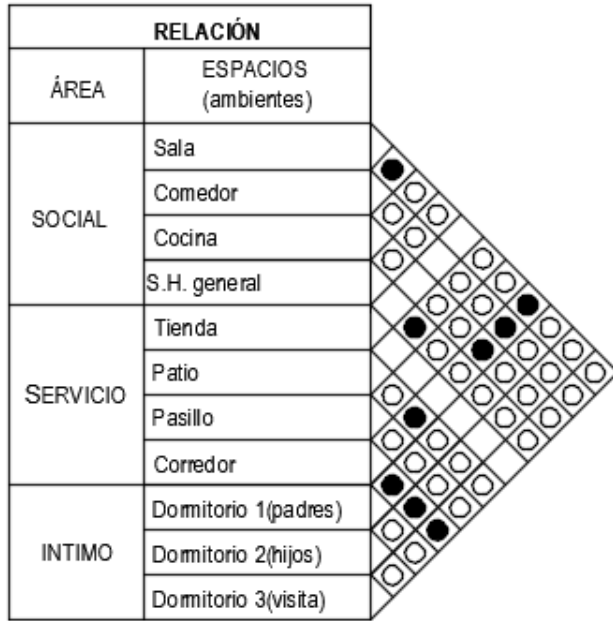 RELACIÓN
ÁREA
ESPACIOS
(ambientes)
SOCIAL
Sala
Comedor
Cocina
S.H. general
SERVICIO
Tienda
Patio
Pasillo
Corredor
INTIMO
Dormitorio 1(padres)
Dormitorio 2(hijos)
Dormitorio 3(visita)